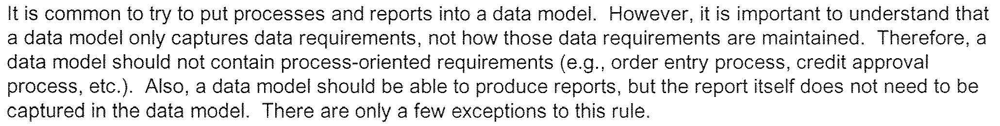 It is common to try to put processes and reports into a data model.  However, it is important to understand that
a data model only captures data requirements, not how those data requirements are maintained.  Therefore, a
data model should not contain process-oriented requirements (e.g., order entry process, credit approval
process, etc.).  Also, a data model should be able to produce reports, but the report itself does not need to be
captured in the data model.  There are only a few exceptions to this rule.